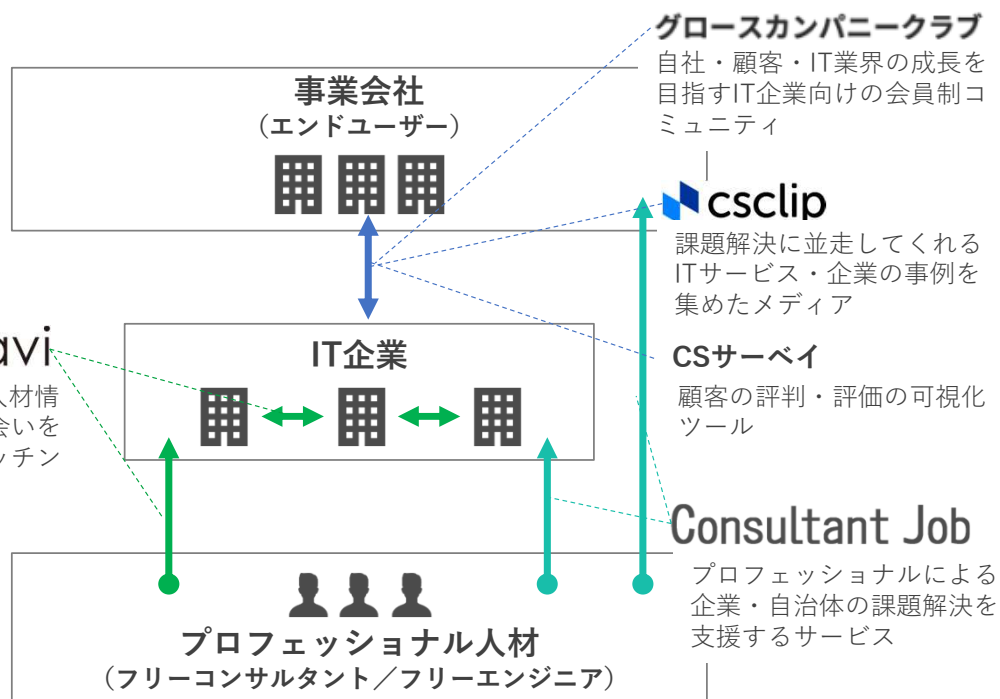 グロースカンパニークラブ
自社・顧客・IT業界の成長を
目指すIT企業向けの会員制コ
ミュニティ
事業会社
（エンドユーザー）
csclip
課題解決に並走してくれる
ITサービス・企業の事例を
集めたメディア
avi
人材情
会いを
ッチン
IT企業
CSサーベイ
顧客の評判・評価の可視化
ツール
Consultant Job
プロフェッショナルによる
企業・自治体の課題解決を
支援するサービス
プロフェッショナル人材
（フリーコンサルタント／フリーエンジニア）